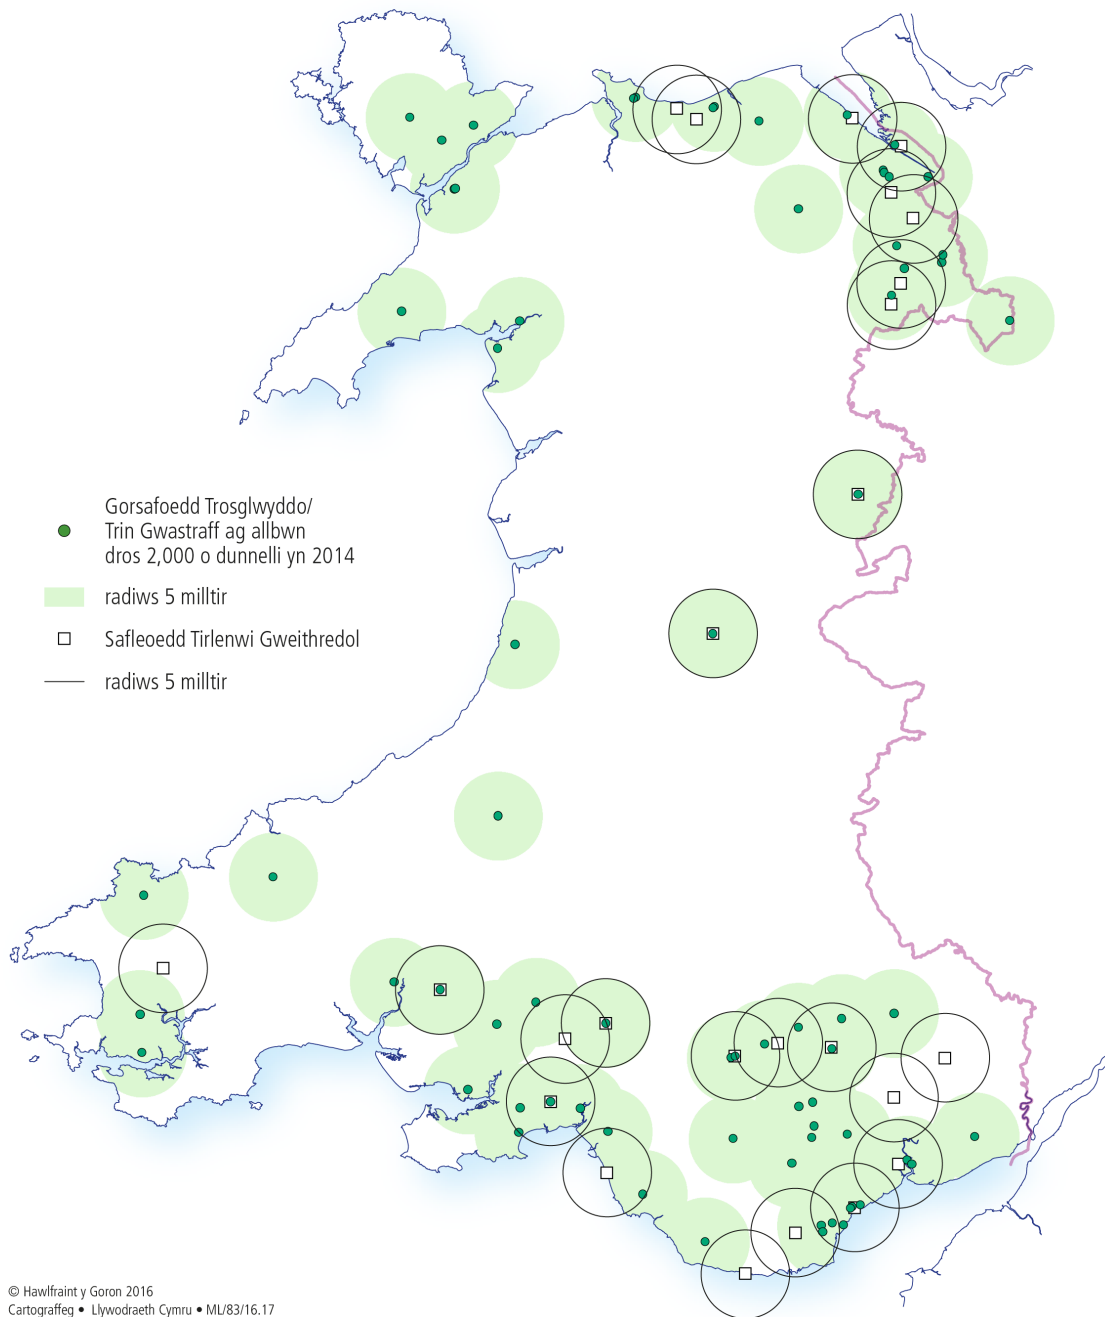 Gorsafoedd Trosglwyddo/
Trin Gwastraff ag allbwn
dros 2,000 o dunnelli yn 2014
radiws 5 milltir
Safleoedd Tirlenwi Gweithredol
radiws 5 milltir
© Hawlfraint y Goron 2016
Cartograffeg • Llywodraeth Cymru • ML/83/16.17